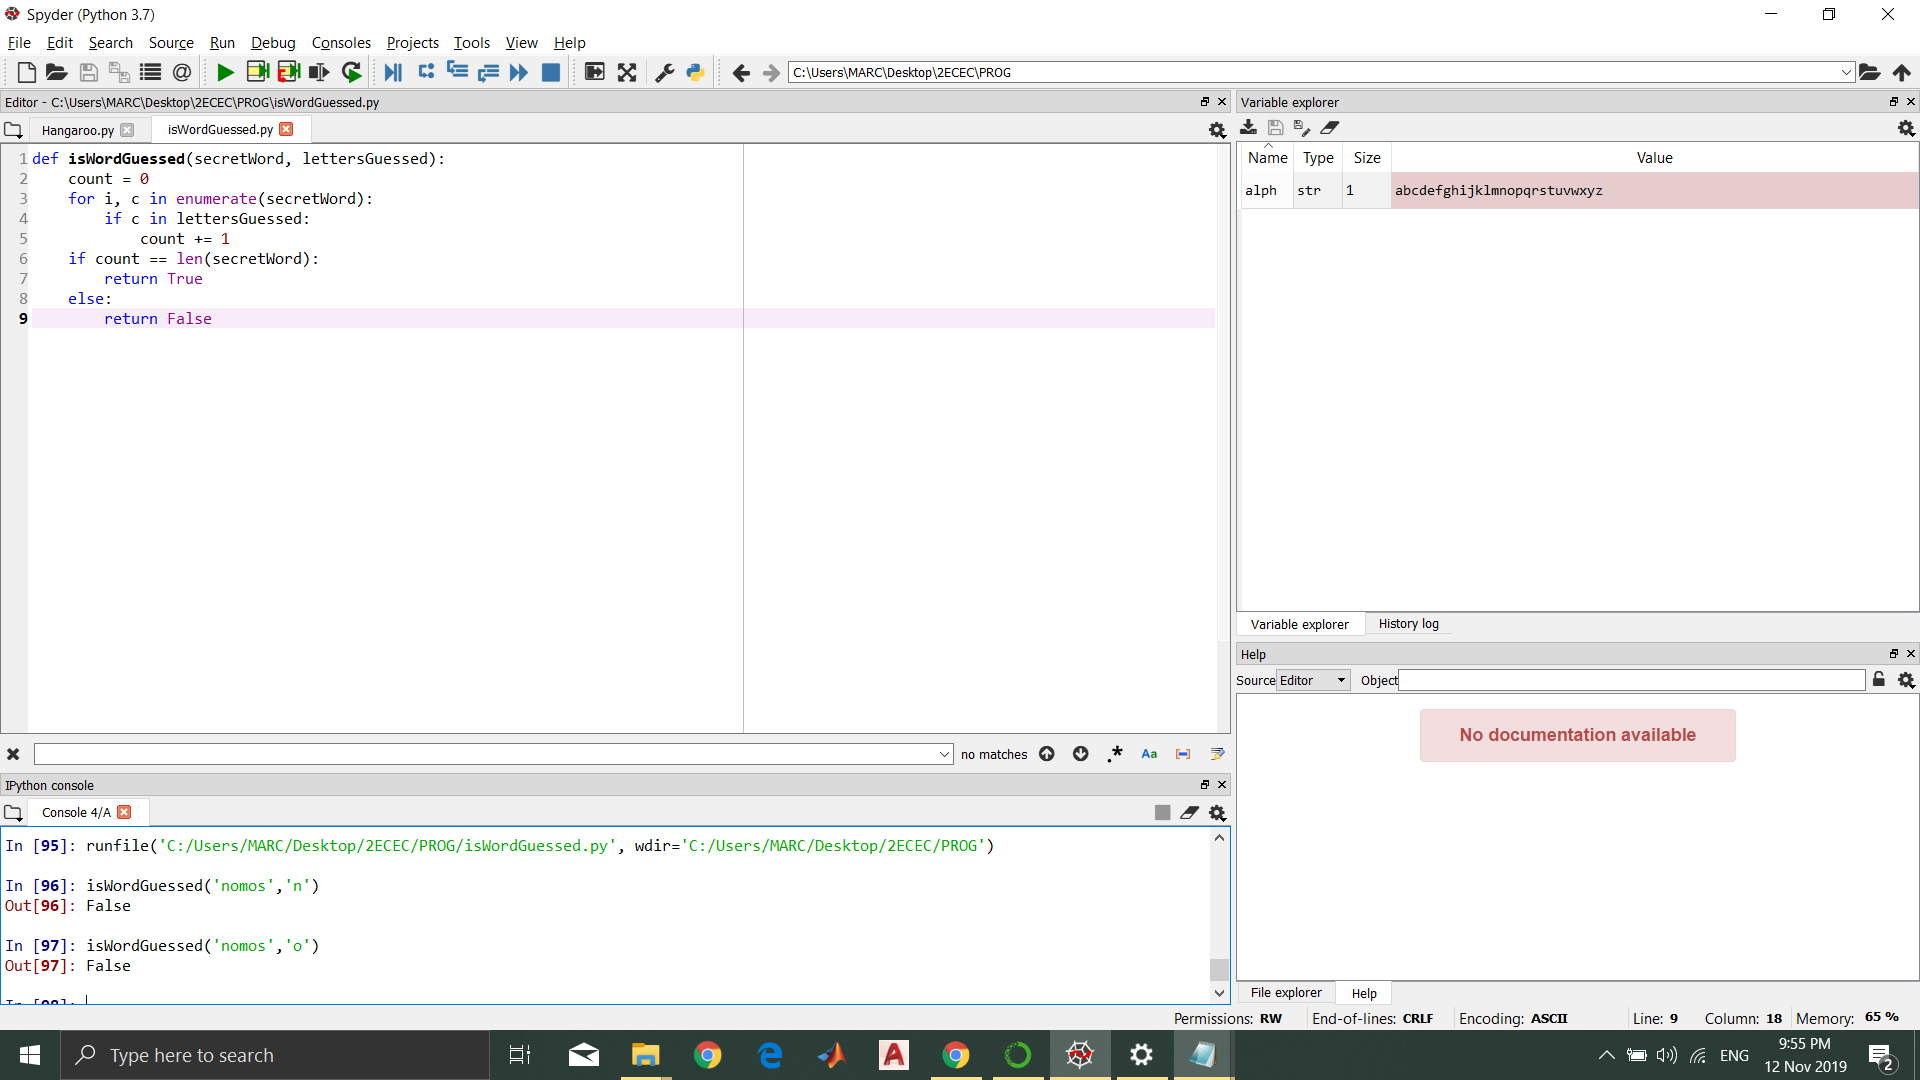 Spyder (Python 3.7)
File Edit Search Source Run Debug Consoles Projects Tools View Help
C:\Users\MARC\Desktop\2ECEC\PROG
Editor - C:\Users\MARC\Desktop\2ECEC\PROG\isWordGuessed.py
Hangaroo.py isWordGuessed.py
1 def isWordGuessed(secretWord, lettersGuessed):
2 count = 0
3 for i, c in enumerate(secretWord):
4 if c in lettersGuessed:
5 count += 1
6 if count == len(secretWord):
7 return True
8 else:
9 return False
no matches
Aa
IPython console
Console 4/A
In [95]: runfile('C:/Users/MARC/Desktop/2ECEC/PROG/isWordGuessed.py', wdir='C:/Users/MARC/Desktop/2ECEC/PROG')
In [96]: isWordGuessed('nomos','n')
Out[96]: False
In [97]: isWordGuessed('nomos','o')
Out[97]: False
In [98]:
Variable explorer
Name Type Size Value
alph str 1 abcdefghijklmnopqrstuvwxyz
Variable explorer History log
Help
Source Editor Object
No documentation available
File explorer Help
Permissions: RW End-of-lines: CRLF Encoding: ASCII Line: 9 Column: 18 Memory: 65 %
Type here to search
ENG
9:55 PM
12 Nov 2019
2